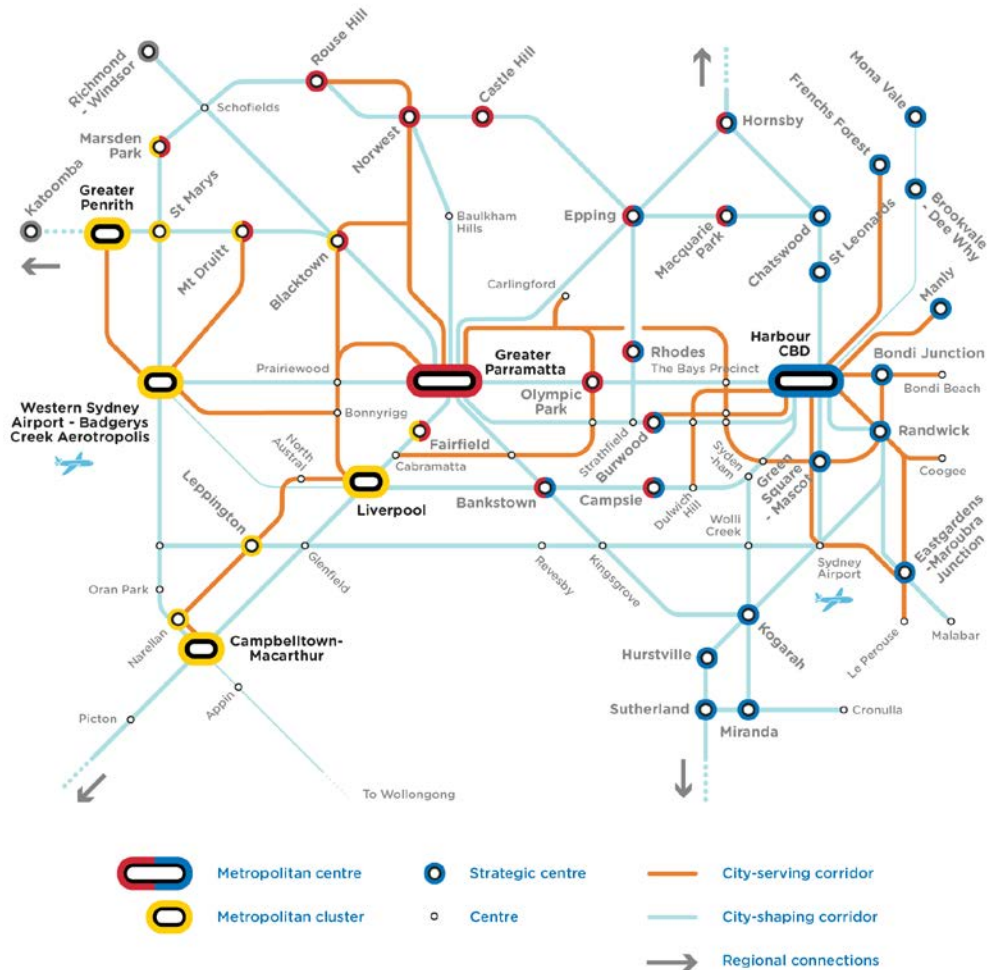 Richmond
- Windsor
Rouse Hill
Schofields
Castle Hill
Norwest
Marsden
Park
Katoomba
Greater
Penrith
St Marys
Mt Druitt
Blacktown
Baulkham
Hills
Hornsby
Epping
Macquarie
Park
Chatswood
St Leonards
Frenchs Forest
Mona Vale
Brookvale
- Dee Why
Manly
Carlingford
Harbour
CBD
Greater
Parramatta
Rhodes
The Bays Precinct
Bondi Junction
Bondi Beach
Prairiewood
Olympic
Park
Western Sydney
Airport - Badgerys
Creek Aerotropolis
Bonnyrigg
Fairfield
Cabramatta
Strathfield
Burwood
Syden
-ham
Randwick
Coogee
North
Austral
Liverpool
Bankstown
Campsie
Dulwich
Hill
Green
Square
- Mascot
Wolli
Creek
Leppington
Eastgardens
-Maroubra
Junction
Oran Park
Glenfield
Revesby
Kingsgrove
Sydney
Airport
Narellan
Campbelltown-
Macarthur
Kogarah
Le Perouse
Malabar
Hurstville
Picton
Appin
Sutherland
Miranda
Cronulla
To Wollongong
Metropolitan centre
Strategic centre
City-serving corridor
Metropolitan cluster
Centre
City-shaping corridor
Regional connections